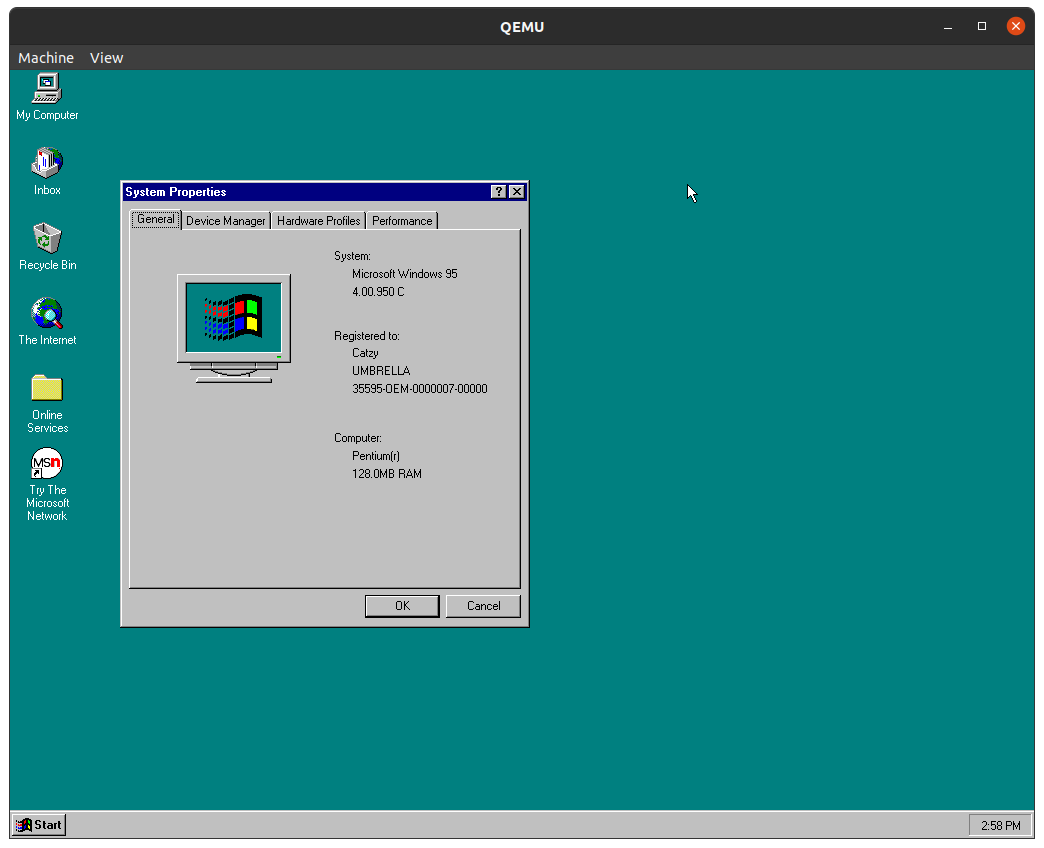 QEMU
Machine View
My Computer
Inbox
Recycle Bin
The Internet
Online
Services
MSn
Try The
Microsoft
Network
System Properties
General Device Manager Hardware Profiles Performance
System:
Microsoft Windows 95
4.00.950 C
Registered to:
Catzy
UMBRELLA
35595-OEM-0000007-00000
Computer:
Pentium(r)
128.0MB RAM
OK Cancel
Start 2:58 PM